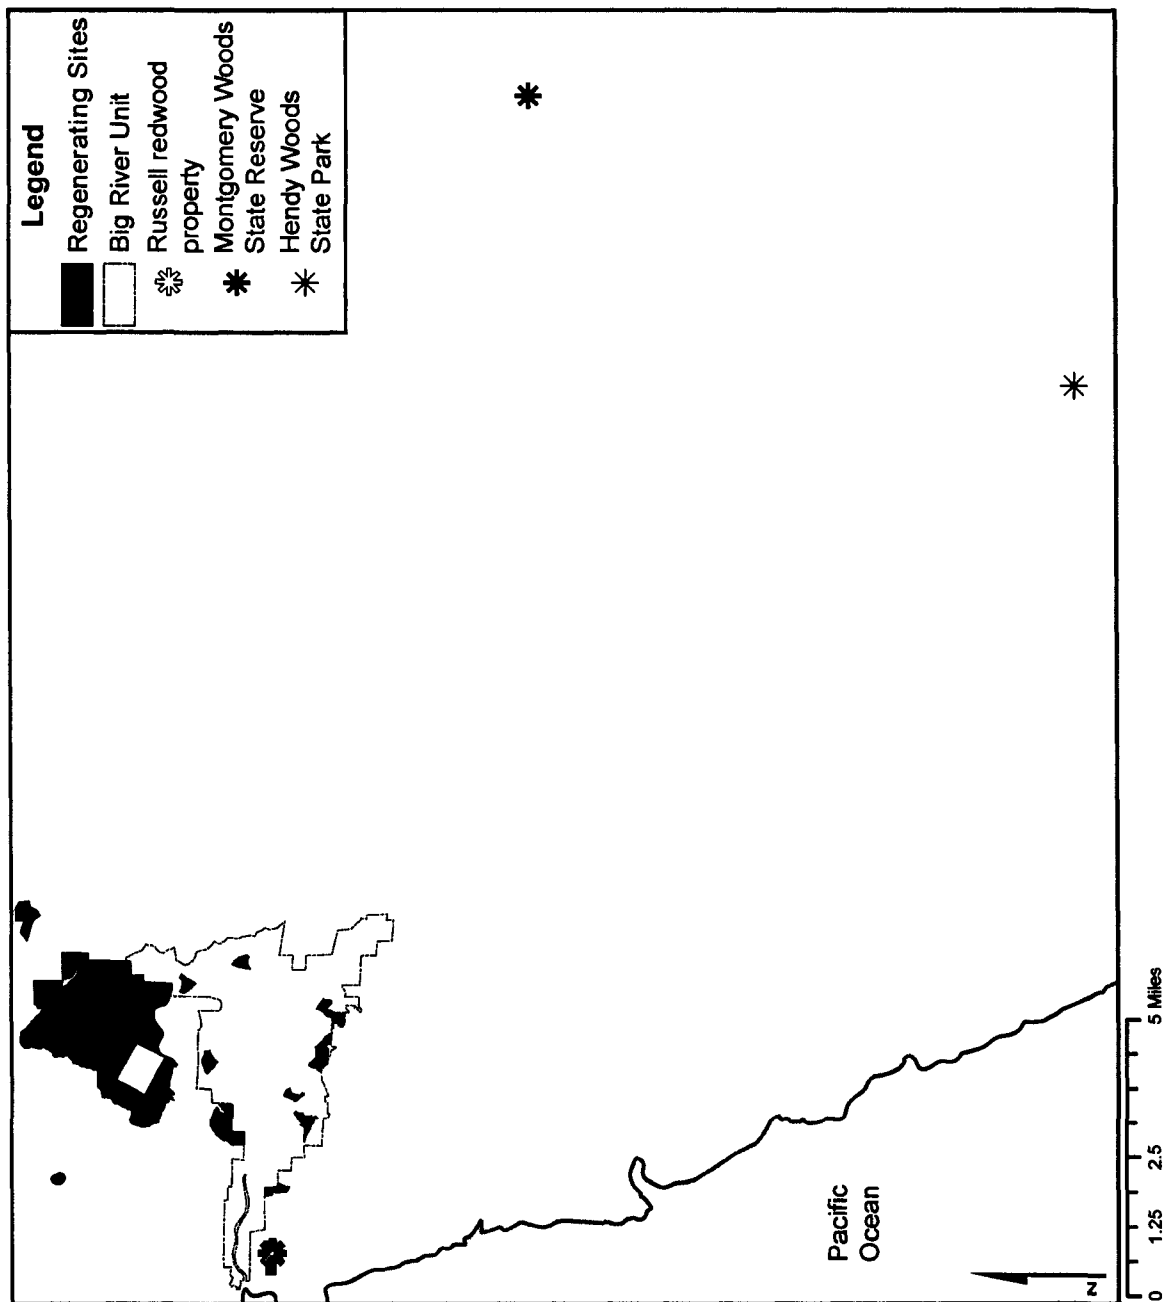 Legend
Regenerating Sites
Big River Unit
Russell redwood
property
Montgomery Woods
State Reserve
Hendy Woods
State Park
Pacific
Ocean
N
0 1.25 2.5 5 Miles